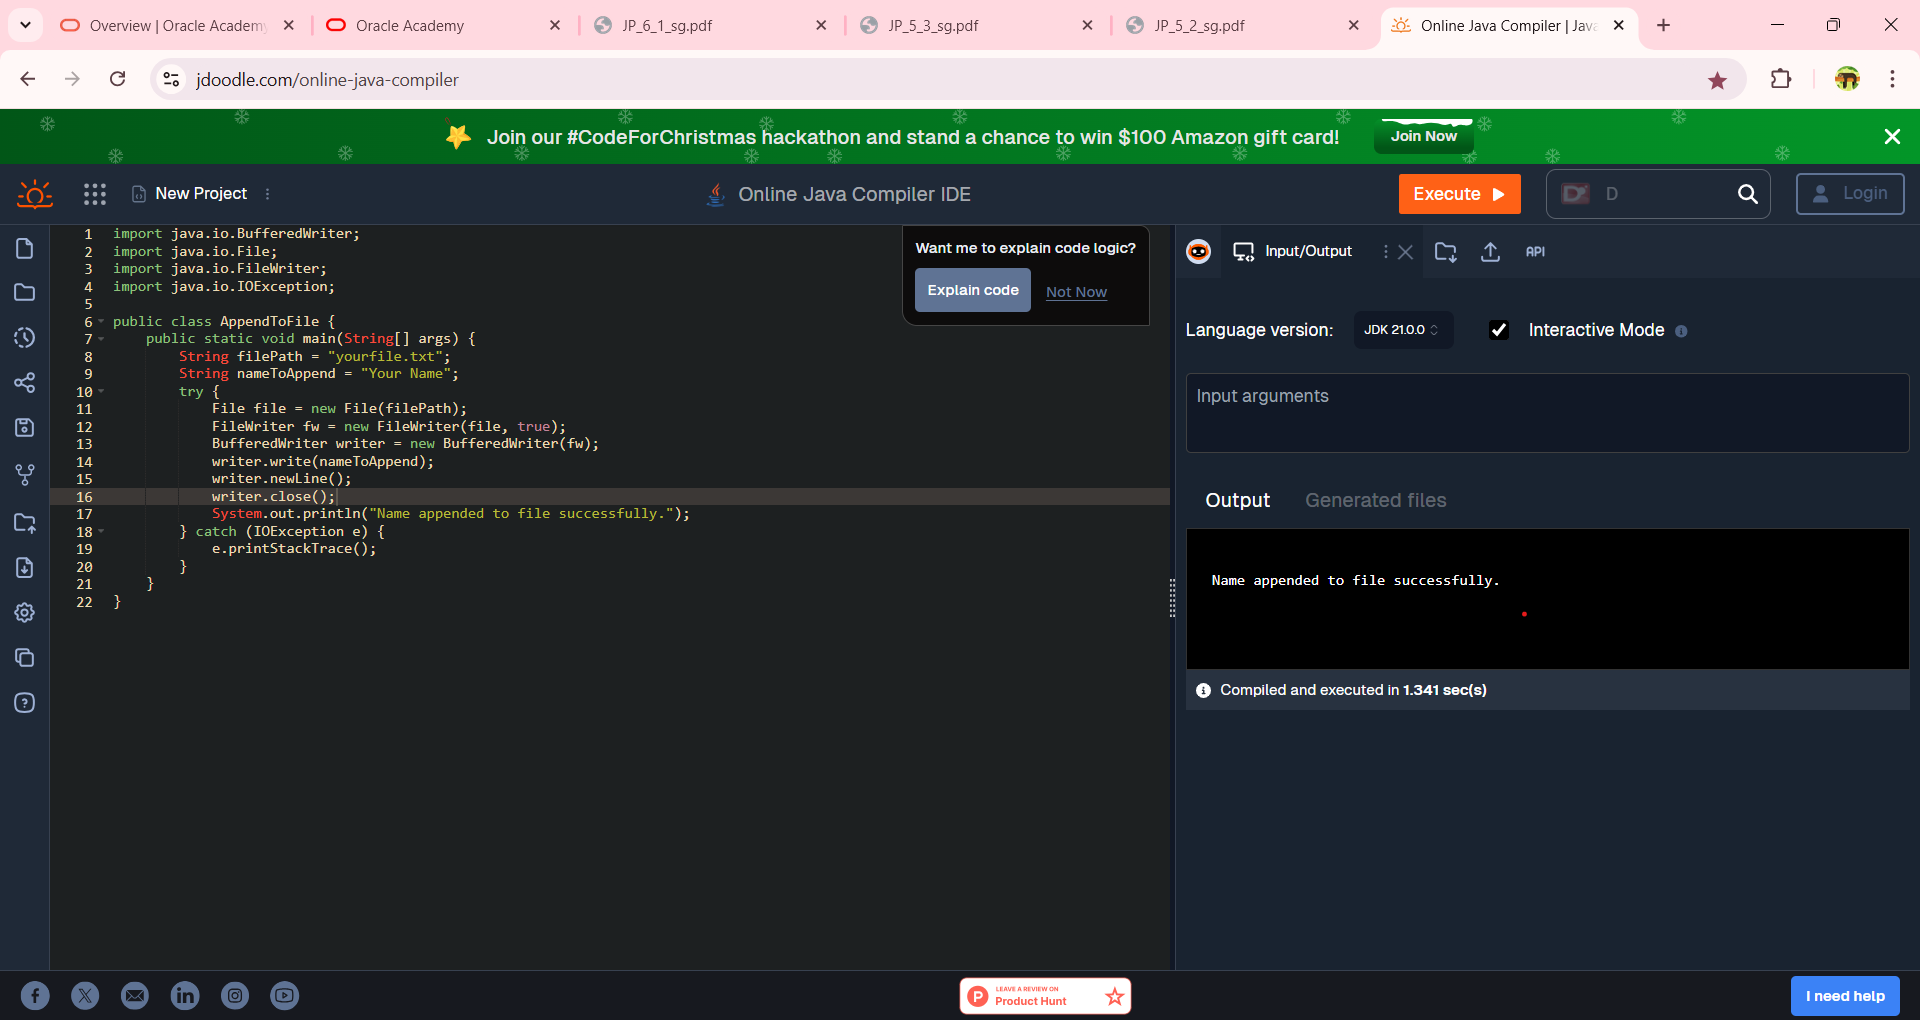 Overview | Oracle Academy
Oracle Academy
JP_6_1_sg.pdf
JP_5_3_sg.pdf
JP_5_2_sg.pdf
Online Java Compiler | Java
jdoodle.com/online-java-compiler
Join our #CodeForChristmas hackathon and stand a chance to win $100 Amazon gift card!
Join Now
New Project
Online Java Compiler IDE
Execute
D
Login
1 import java.io.BufferedWriter;
2 import java.io.File;
3 import java.io.FileWriter;
4 import java.io.IOException;
5
6 public class AppendToFile {
7 public static void main(String[] args) {
8 String filePath = "yourfile.txt";
9 String nameToAppend = "Your Name";
10 try {
11 File file = new File(filePath);
12 FileWriter fw = new FileWriter(file, true);
13 BufferedWriter writer = new BufferedWriter(fw);
14 writer.write(nameToAppend);
15 writer.newLine();
16 writer.close();
17 System.out.println("Name appended to file successfully.");
18 } catch (IOException e) {
19 e.printStackTrace();
20 }
21 }
22 }
Want me to explain code logic?
Explain code
Not Now
Input/Output
API
Language version:
JDK 21.0.0
Interactive Mode
Input arguments
Output
Generated files
Name appended to file successfully.
Compiled and executed in 1.341 sec(s)
LEAVE A REVIEW ON
Product Hunt
I need help